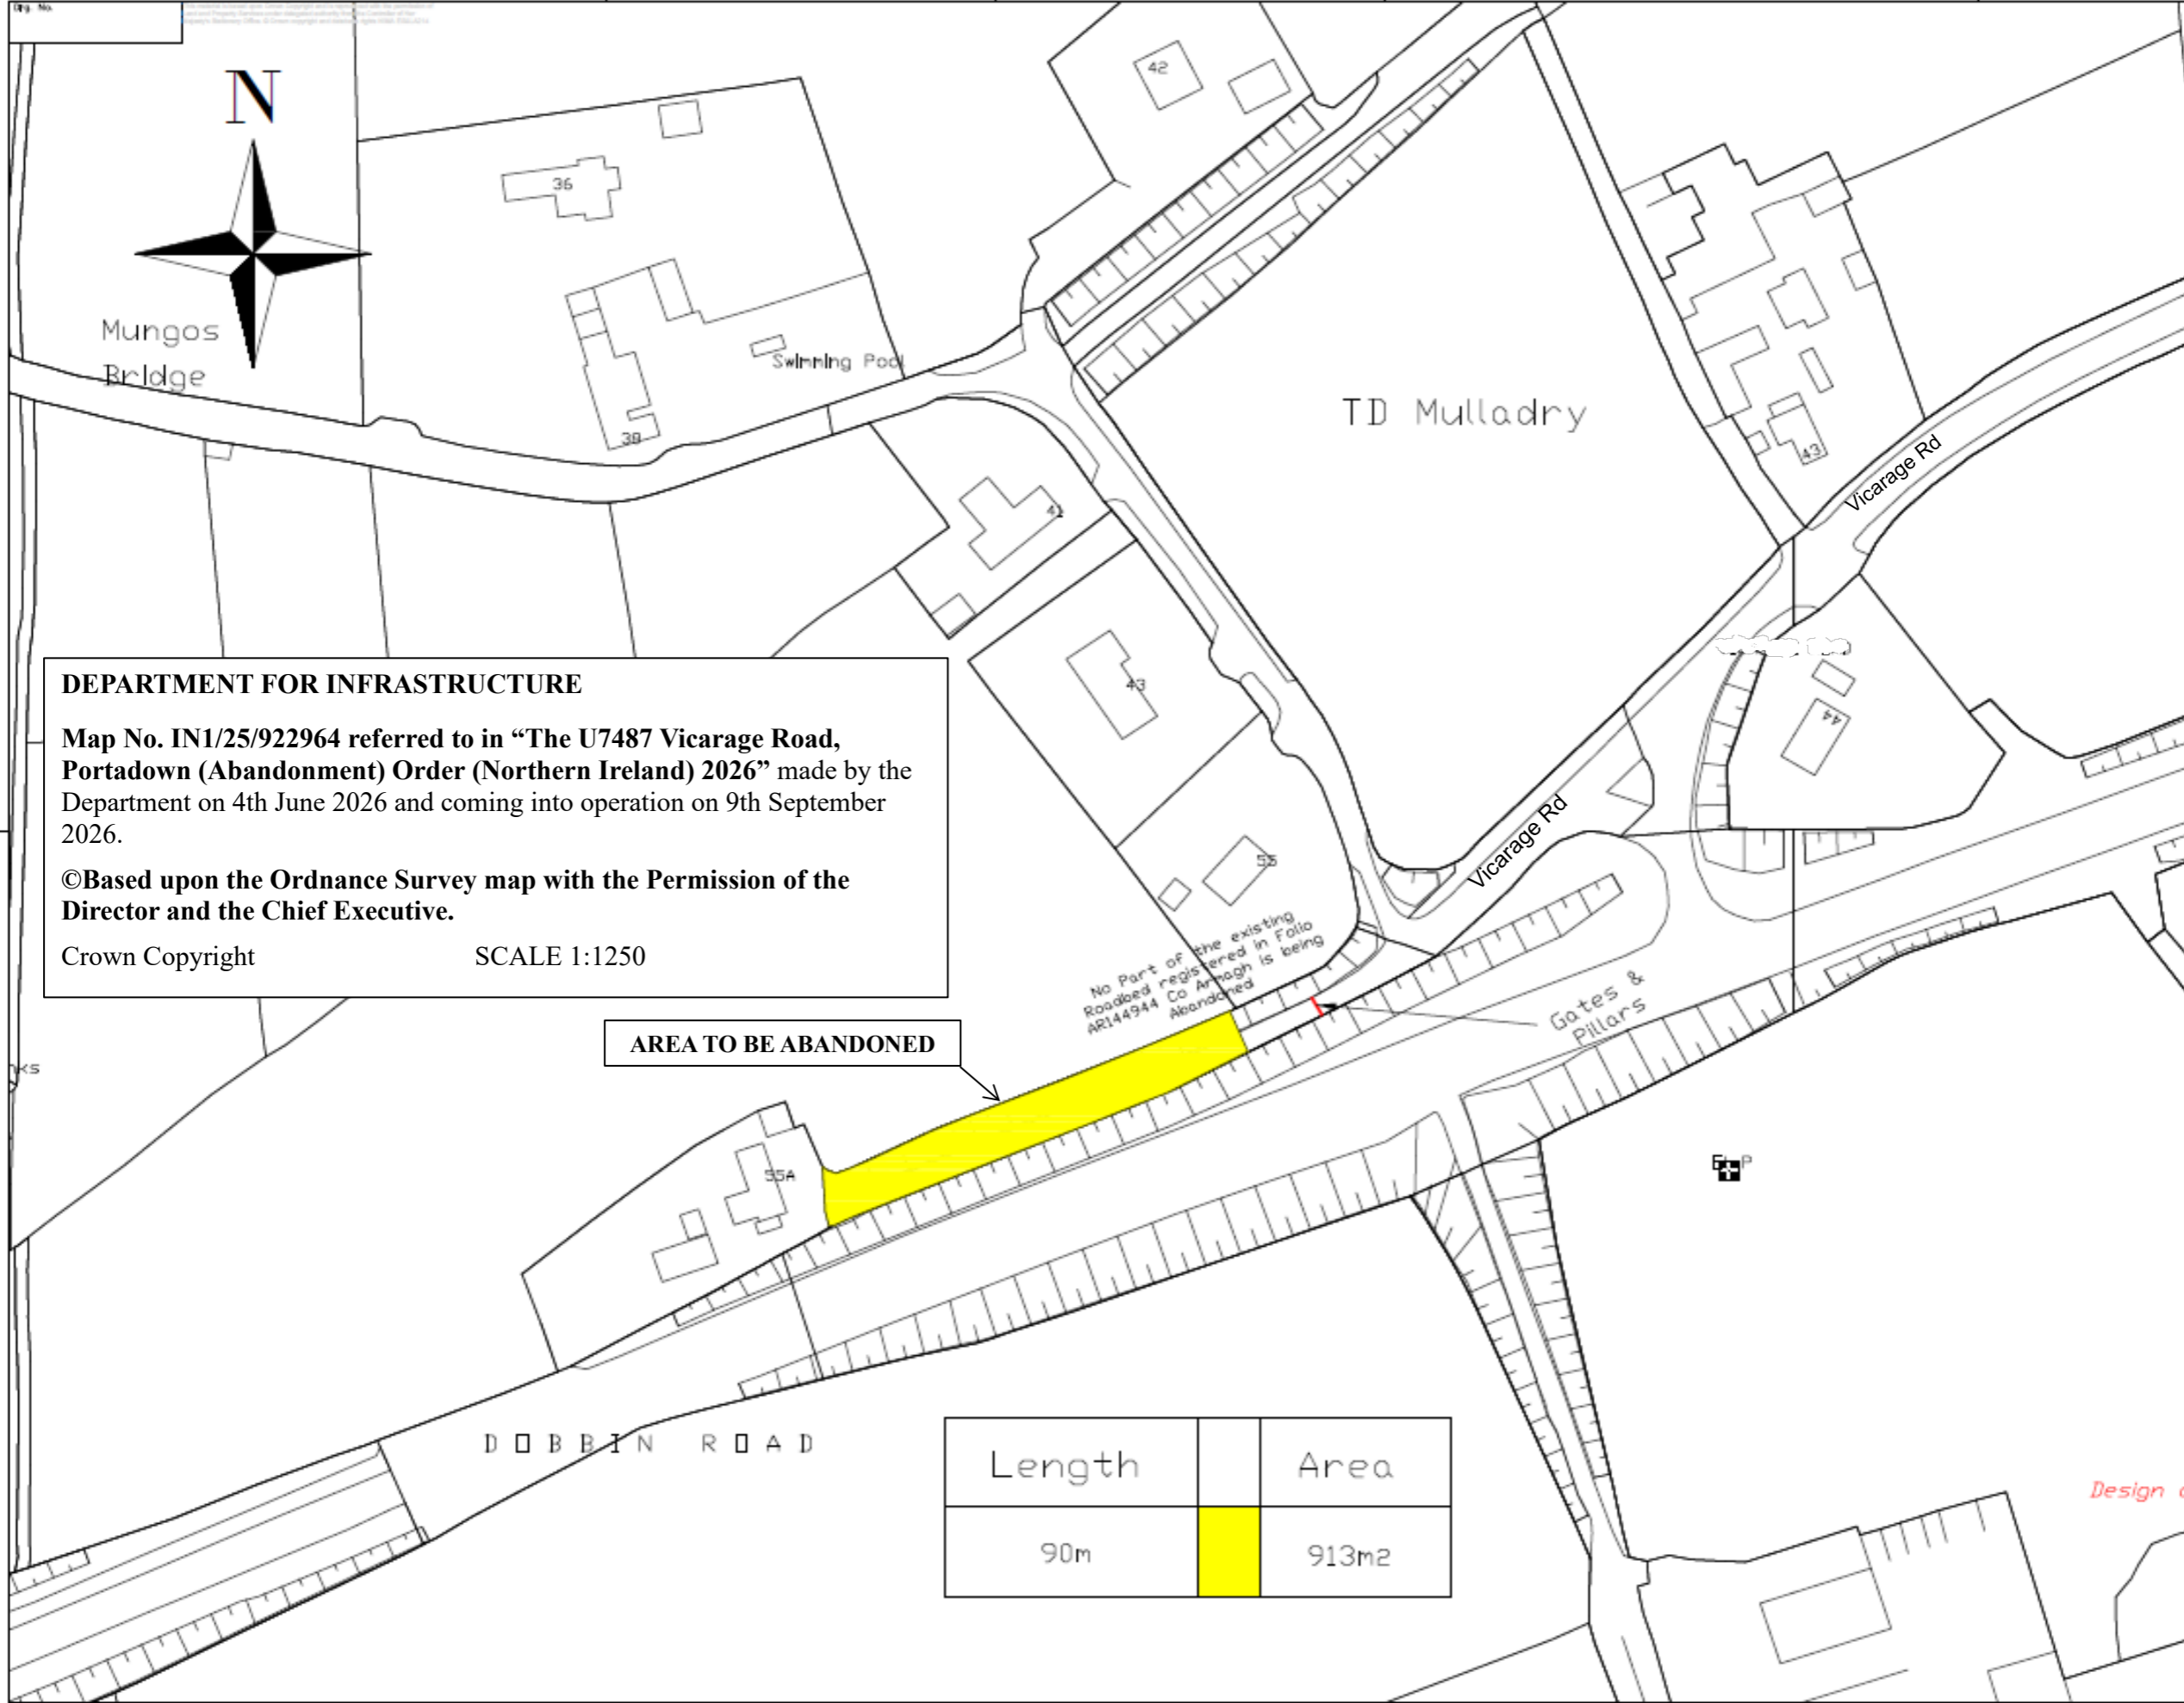 Drg. No.
N
42
36
Mungos
Bridge
Swimming Pool
38
TD Mulladry
43
Vicarage Rd
41
43
44
DEPARTMENT FOR INFRASTRUCTURE
Map No. IN1/25/922964 referred to in “The U7487 Vicarage Road,
Portadown (Abandonment) Order (Northern Ireland) 2026” made by the
Department on 4th June 2026 and coming into operation on 9th September
2026.
©Based upon the Ordnance Survey map with the Permission of the
Director and the Chief Executive.
Crown Copyright SCALE 1:1250
Vicarage Rd
55
No Part of the existing
Roadbed registered in Folio
AR144944 Co Armagh is being
Abandoned
Gates &
Pillars
AREA TO BE ABANDONED
55A
DOBBIN ROAD
Length Area
90m 913m2
Design